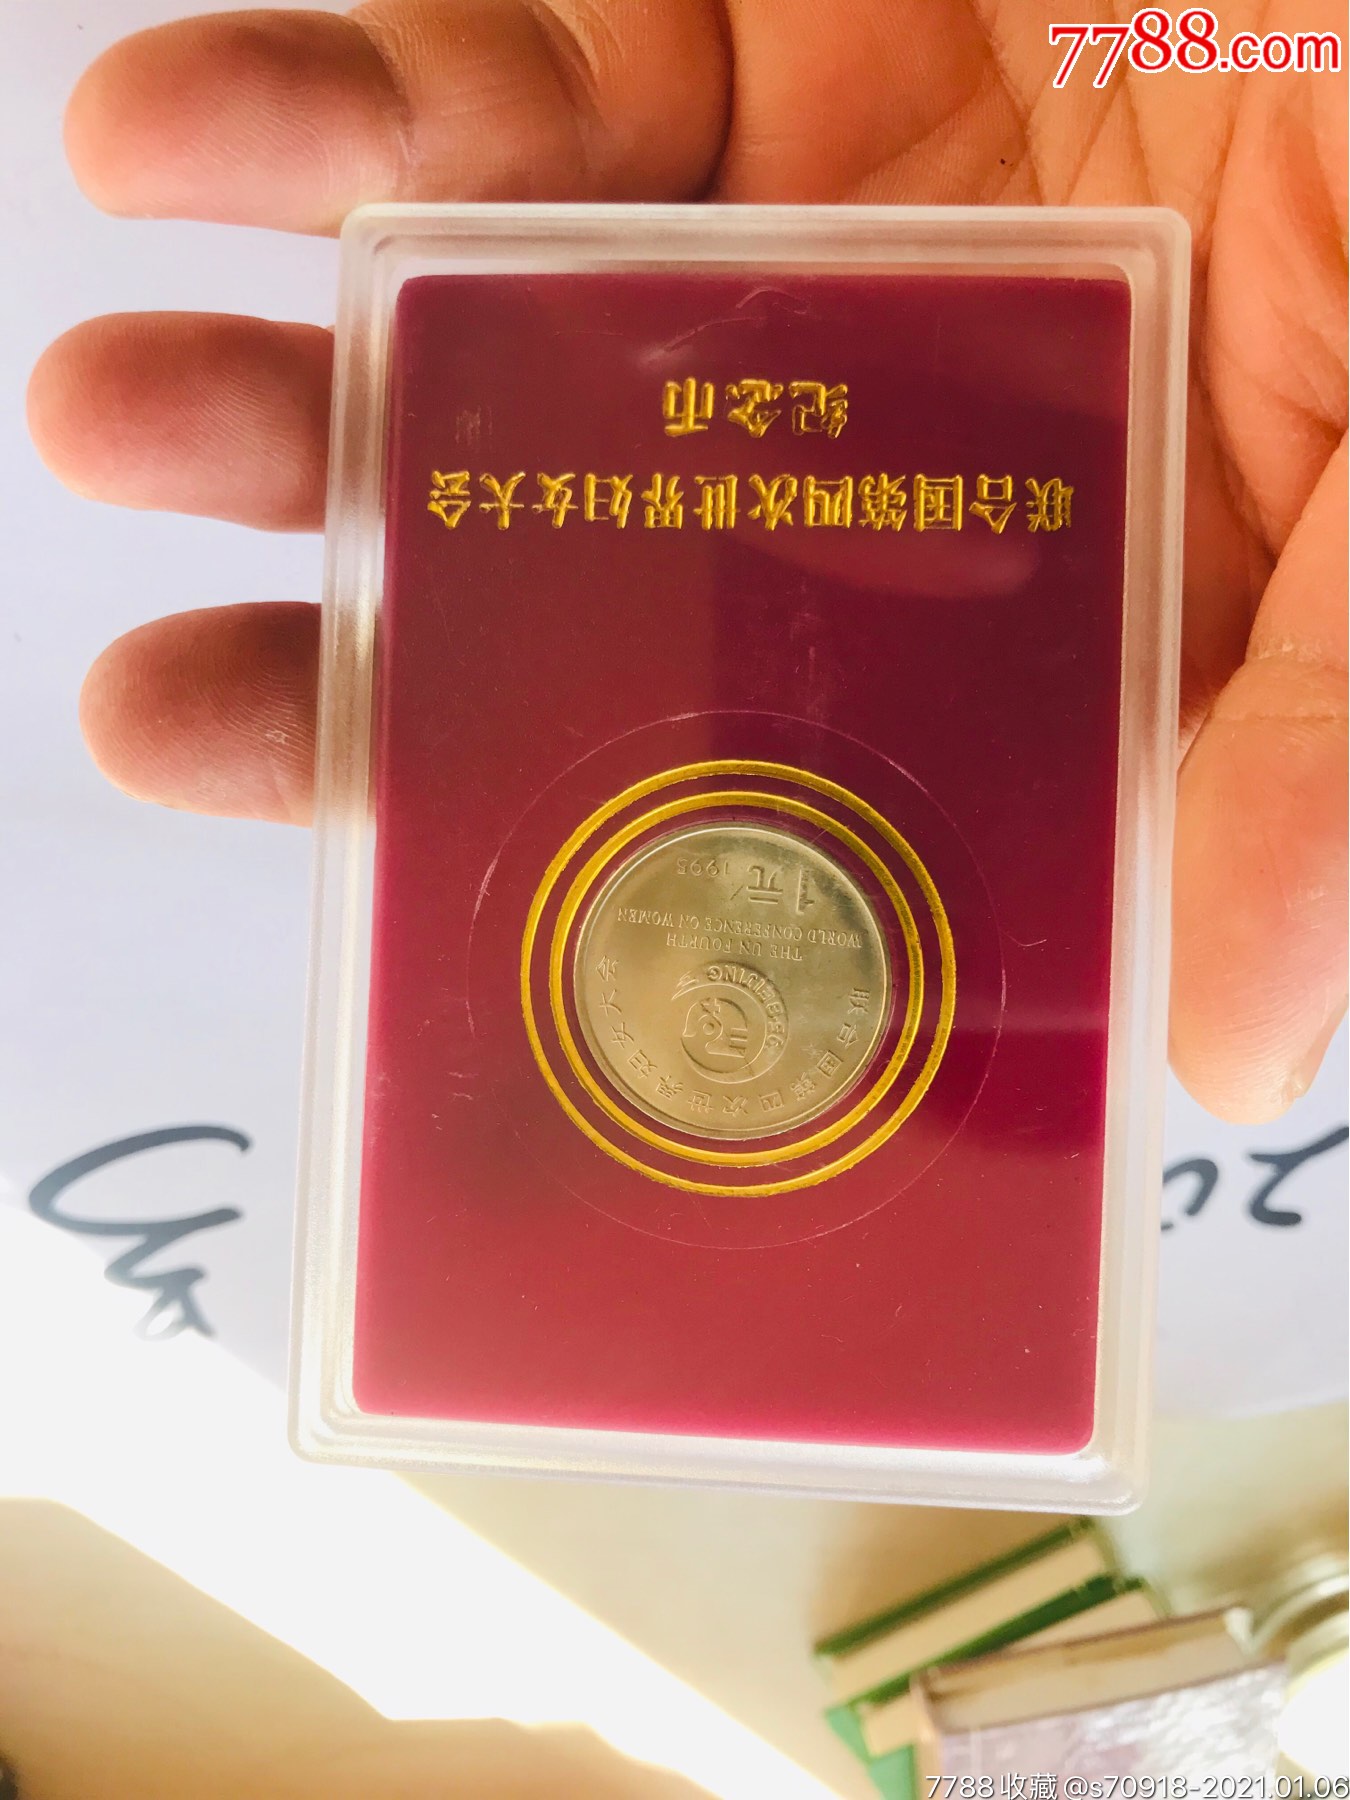 7788.com
联合国第四次世界妇女大会
纪念币
联合国第四次世界妇女大会
95·BEIJING
THE UN FOURTH
WORLD CONFERENCE ON WOMEN
1元 1995
20
7788收藏@s70918-2021.01.06